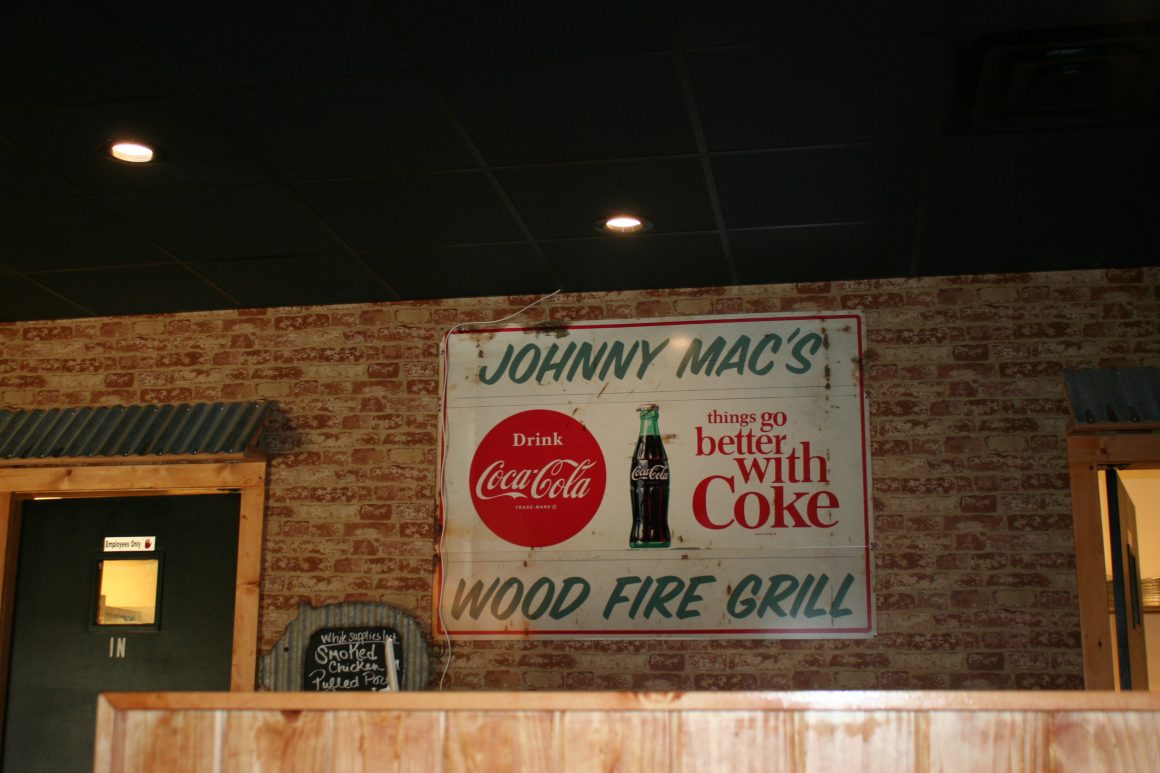 JOHNNY MAC'S
Drink
Coca-Cola
TRADE-MARK ®
Coca-Cola
things go
better
with
Coke
WOOD FIRE GRILL
Employees Only
IN
While supplies last
Smoked
Chicken
Pulled